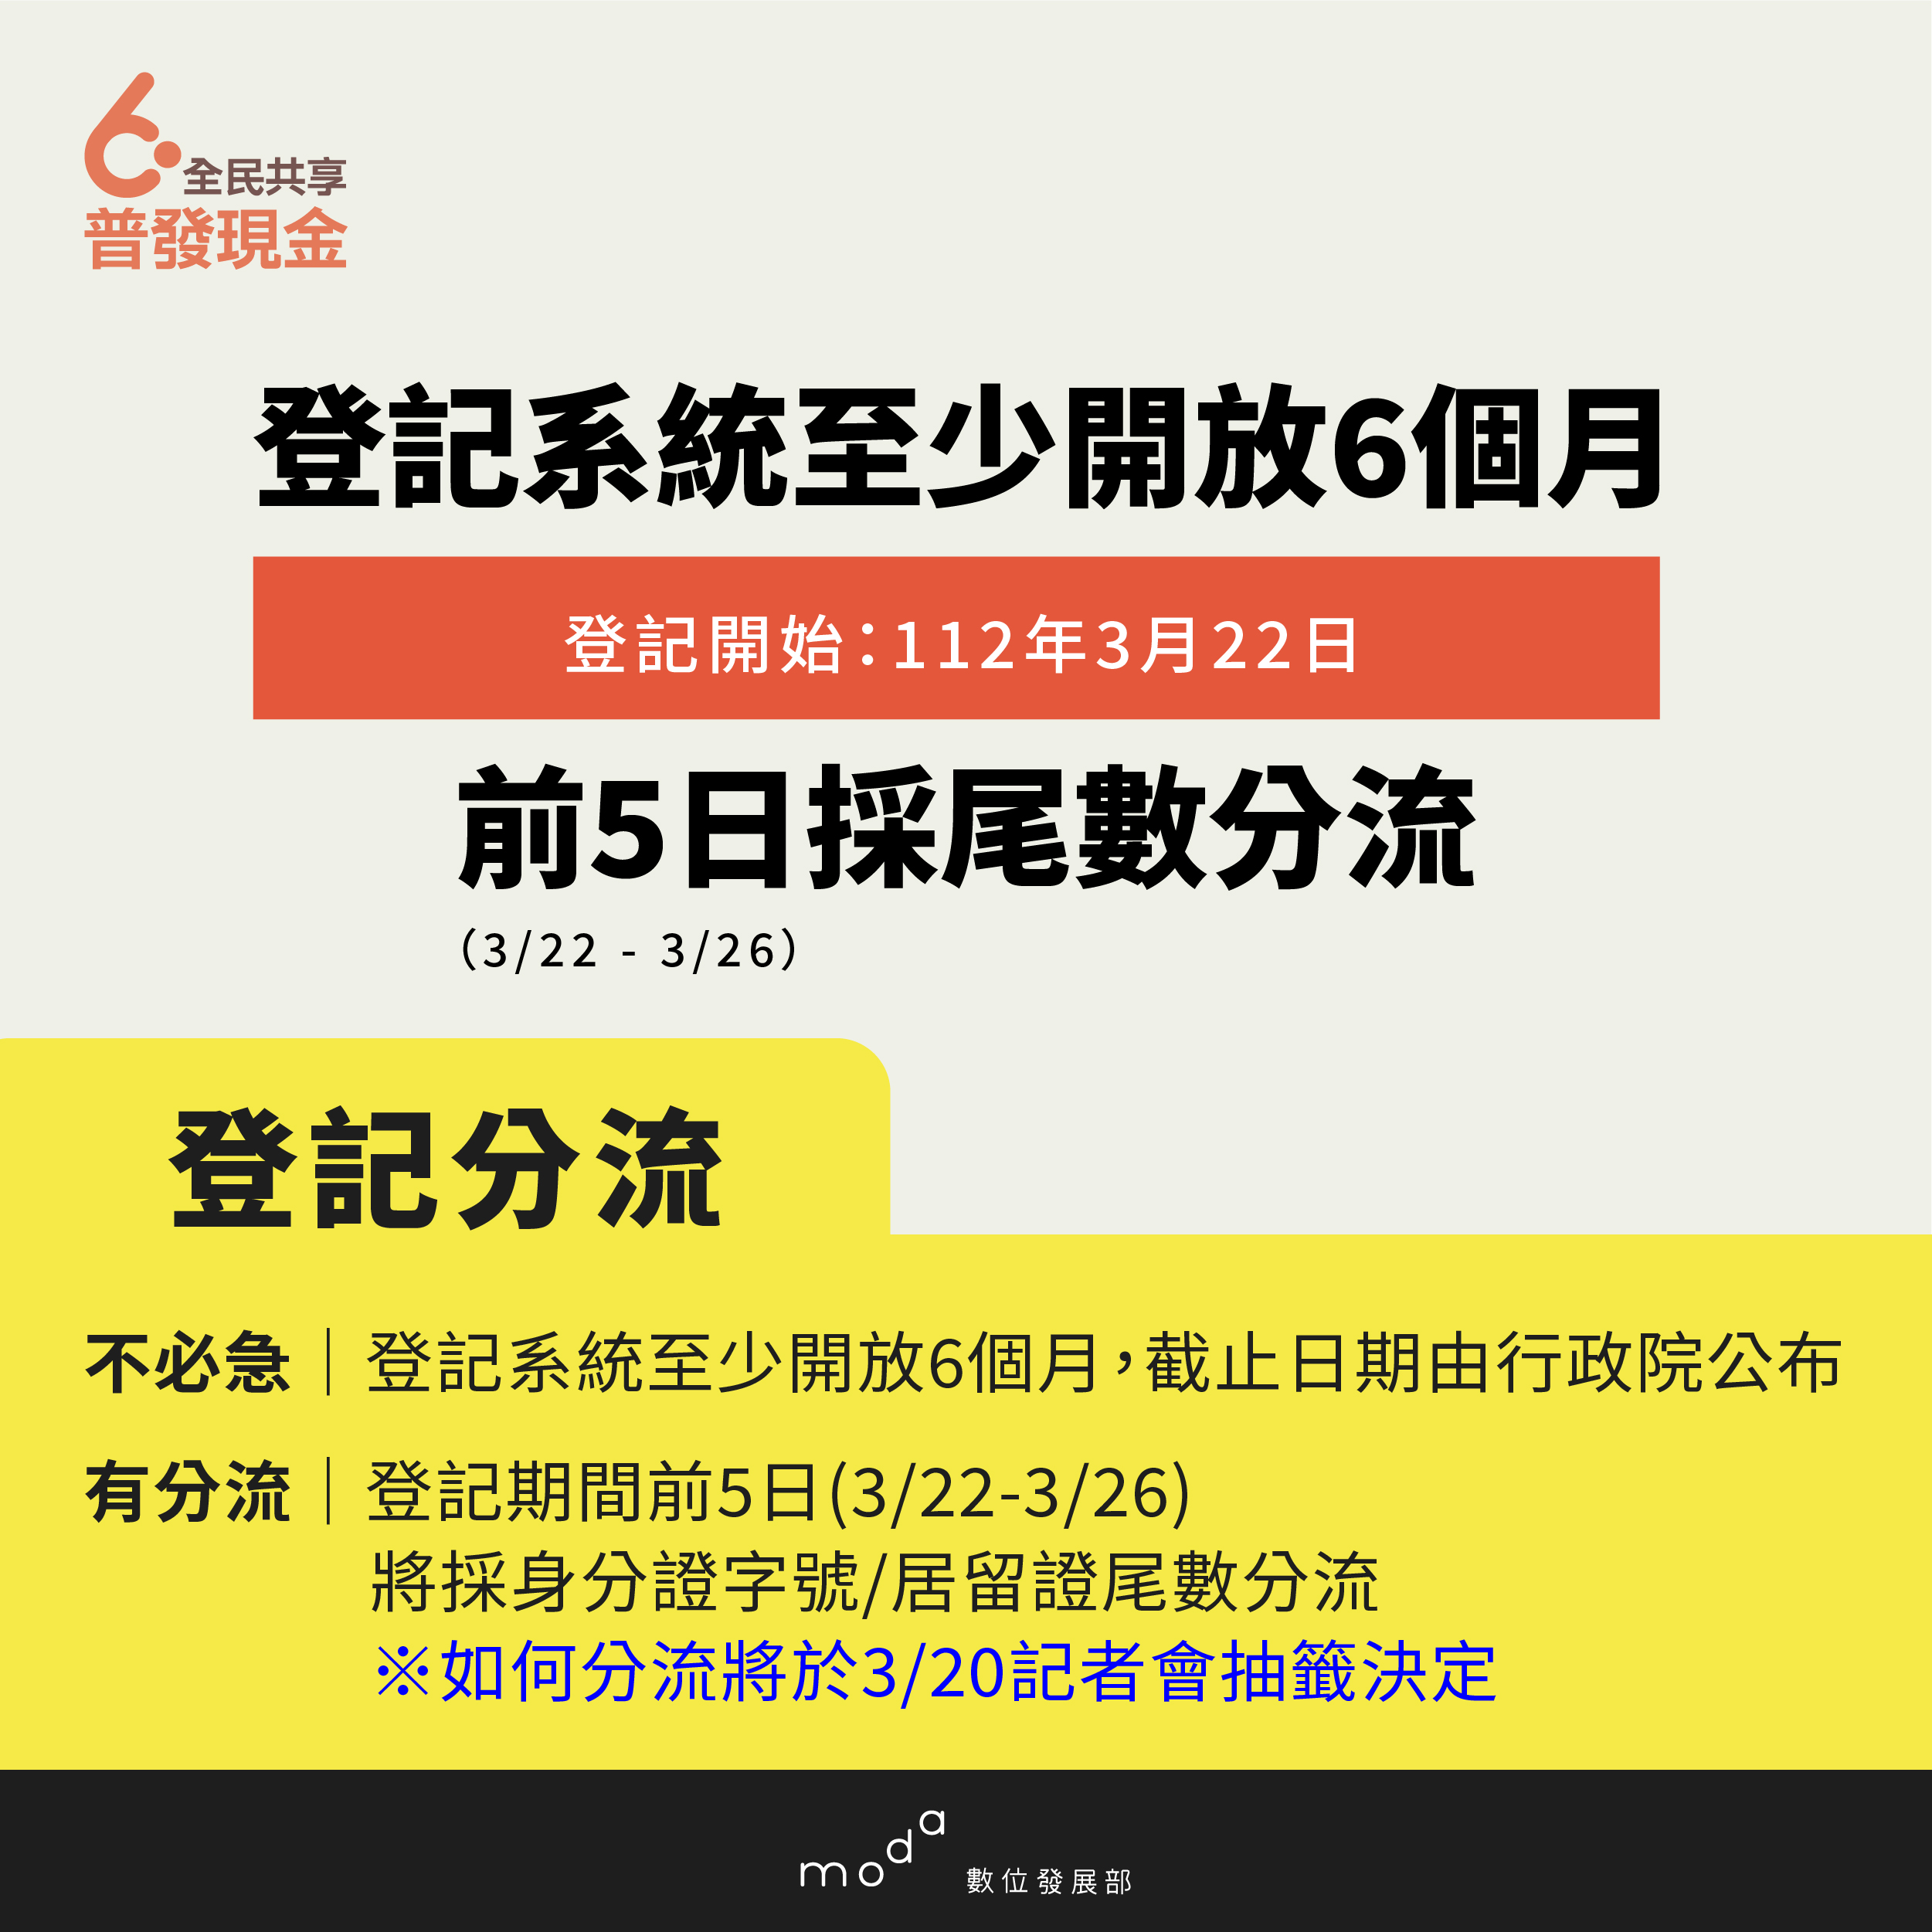 全民共享
普發現金
登記系統至少開放6個月
登記開始：112年3月22日
前5日採尾數分流
（3/22 - 3/26）
登記分流
不必急｜登記系統至少開放6個月，截止日期由行政院公布
有分流｜登記期間前5日(3/22-3/26)
將採身分證字號/居留證尾數分流
※如何分流將於3/20記者會抽籤決定
moda 數位發展部